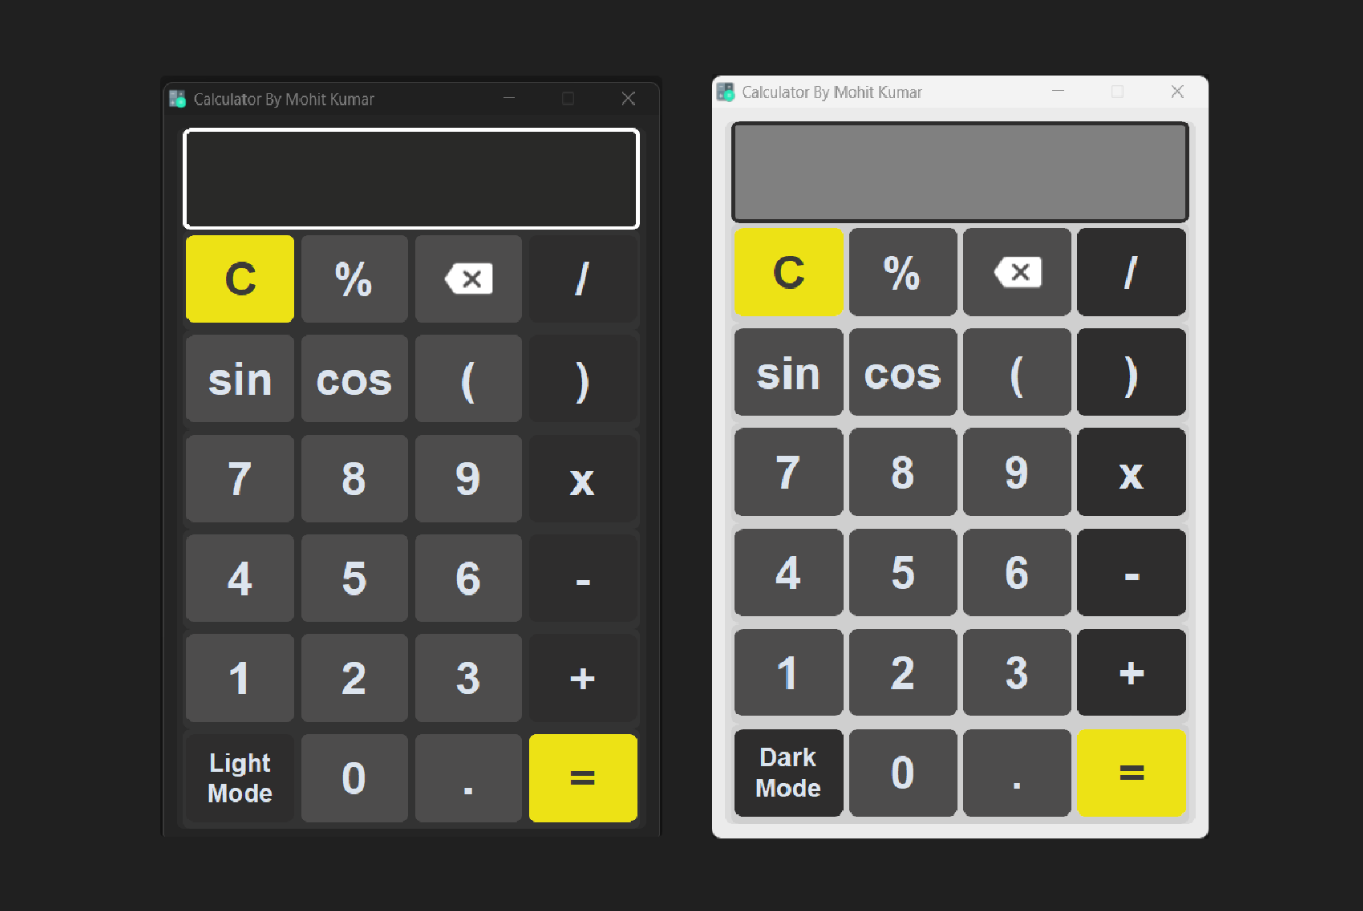 Calculator By Mohit Kumar
C % /
sin cos ( )
7 8 9 x
4 5 6 -
1 2 3 +
Light
Mode
0 . =
Calculator By Mohit Kumar
C % /
sin cos ( )
7 8 9 x
4 5 6 -
1 2 3 +
Dark
Mode
0 . =